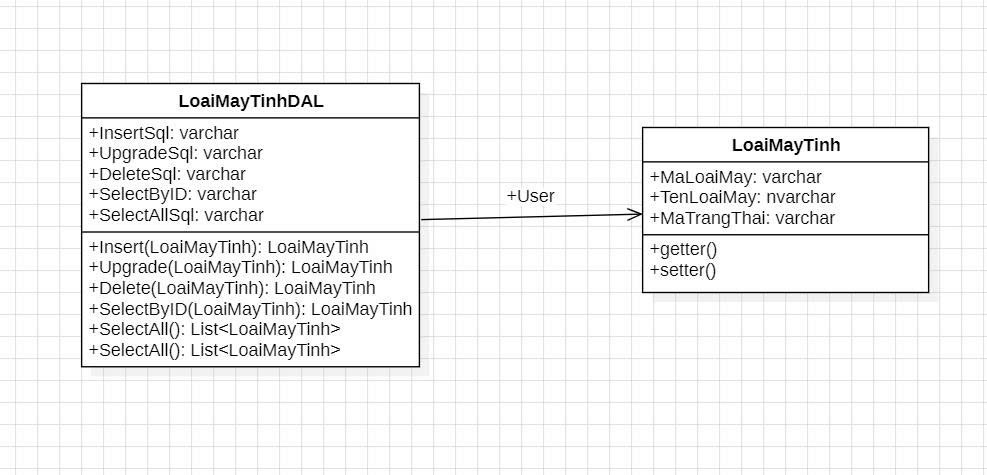 LoaiMayTinhDAL
+InsertSql: varchar
+UpgradeSql: varchar
+DeleteSql: varchar
+SelectByID: varchar
+SelectAllSql: varchar
+Insert(LoaiMayTinh): LoaiMayTinh
+Upgrade(LoaiMayTinh): LoaiMayTinh
+Delete(LoaiMayTinh): LoaiMayTinh
+SelectByID(LoaiMayTinh): LoaiMayTinh
+SelectAll(): List<LoaiMayTinh>
+SelectAll(): List<LoaiMayTinh>
+User
LoaiMayTinh
+MaLoaiMay: varchar
+TenLoaiMay: nvarchar
+MaTrangThai: varchar
+getter()
+setter()